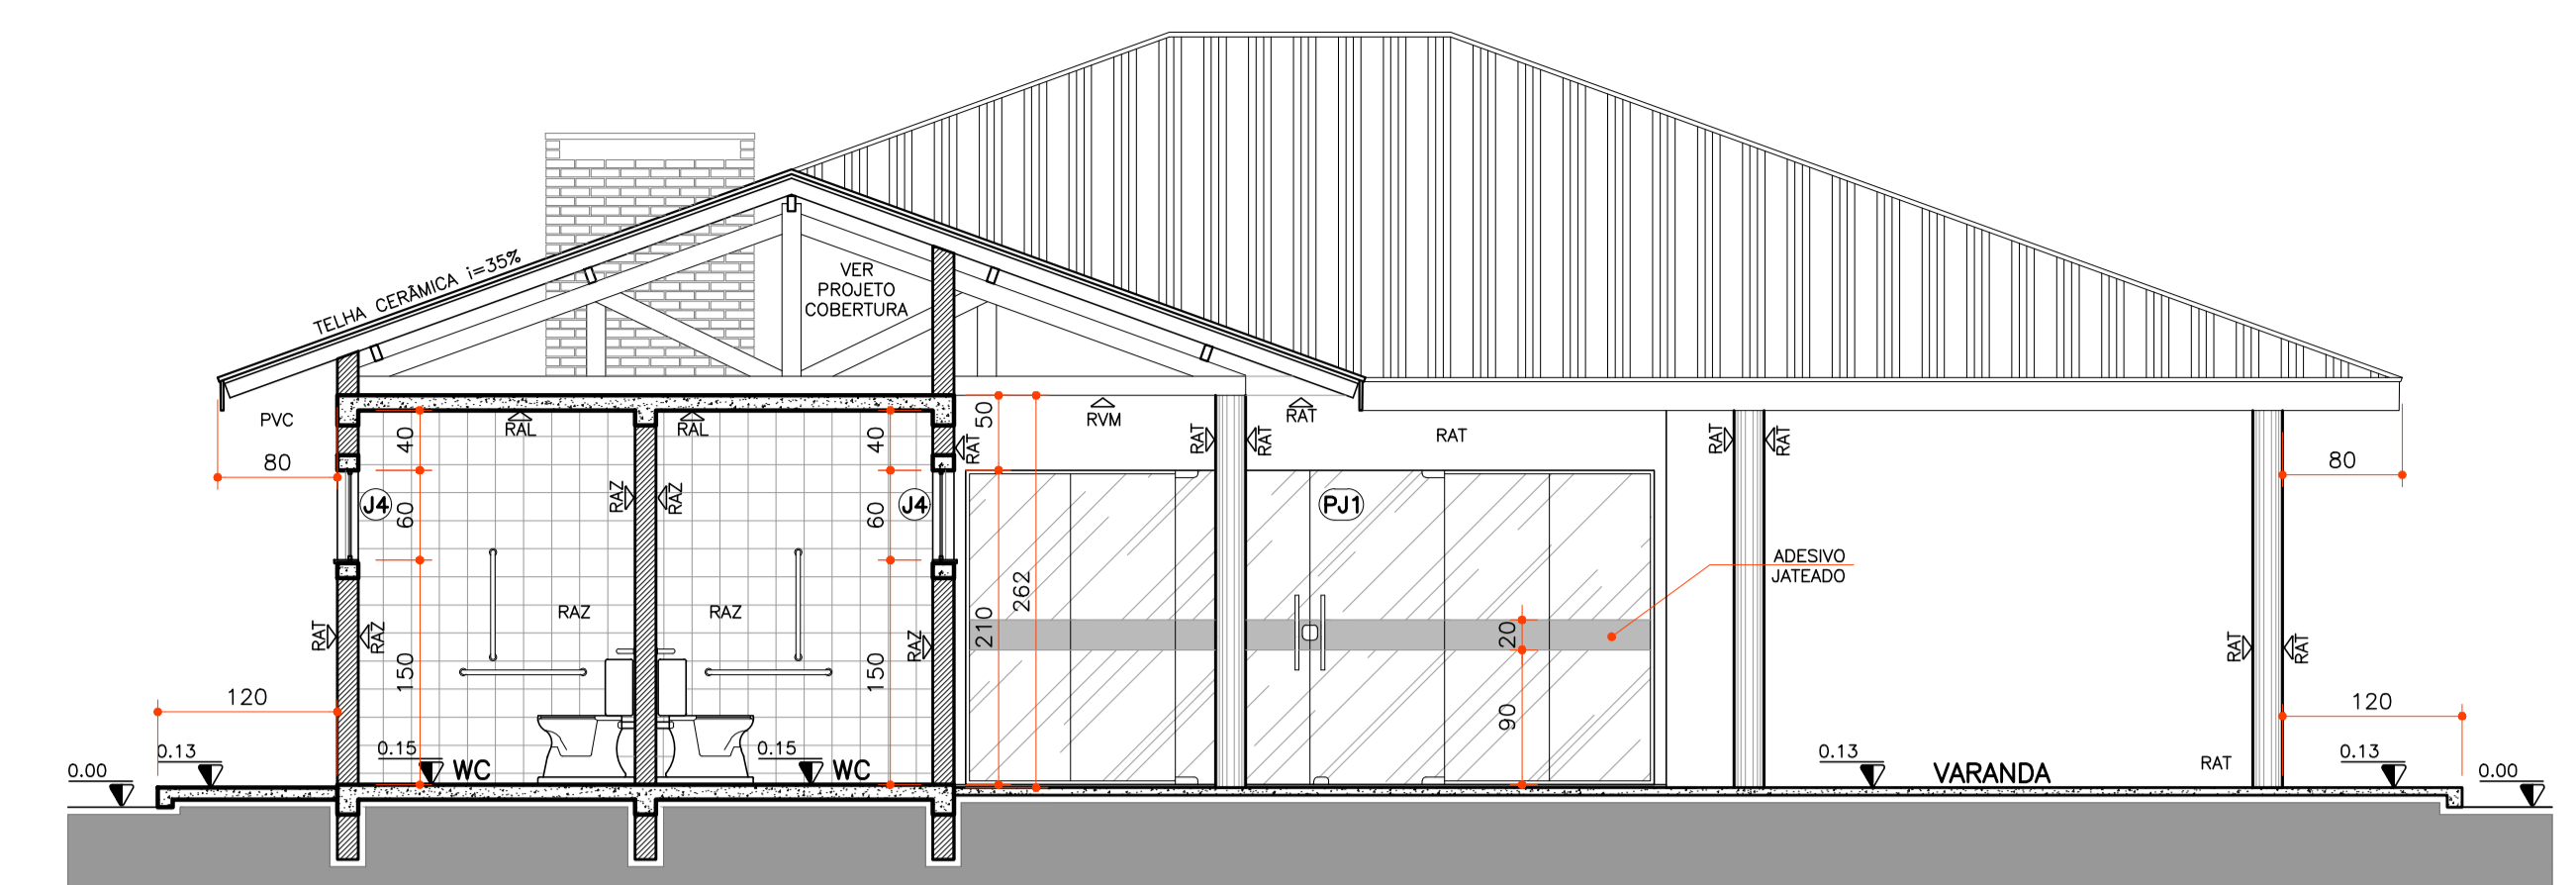 TELHA CERÂMICA i=35%
VER
PROJETO
COBERTURA
PVC
80
40
RAL
RAL
40
RAT
50
RVM
RAT
RAT
RAT
RAT
RAT
RAT
80
J4
60
RAZ
RAZ
60
J4
PJ1
262
210
ADESIVO
JATEADO
20
RAZ
RAZ
RAT
RAZ
150
150
RAZ
RAT
RAT
120
90
120
0.00
0.13
0.15
WC
0.15
WC
0.13
VARANDA
RAT
0.13
0.00